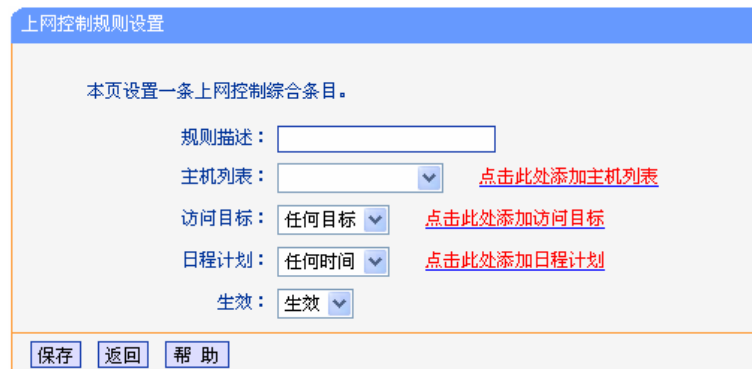 上网控制规则设置
本页设置一条上网控制综合条目。
规则描述：
主机列表： 点击此处添加主机列表
访问目标： 任何目标 点击此处添加访问目标
日程计划： 任何时间 点击此处添加日程计划
生效： 生效
保存 返回 帮 助